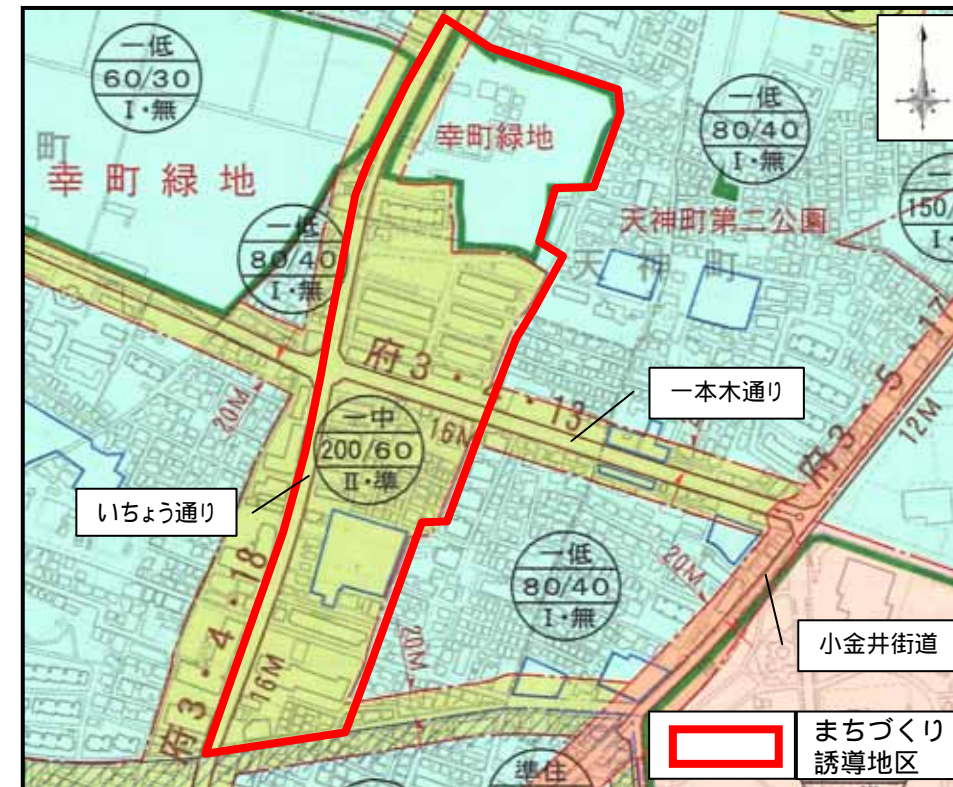 一低
60/30
I・無
町
幸町緑地
幸町緑地
一低
80/40
I・無
一低
80/40
I・無
150/
天神町第二公園
天神町
府3・4・13
16M
20M
一本木通り
府3・5・17
12M
一中
200/60
II・準
いちょう通り
府3・4・18
16M
一低
80/40
I・無
20M
20M
小金井街道
準住
まちづくり
誘導地区